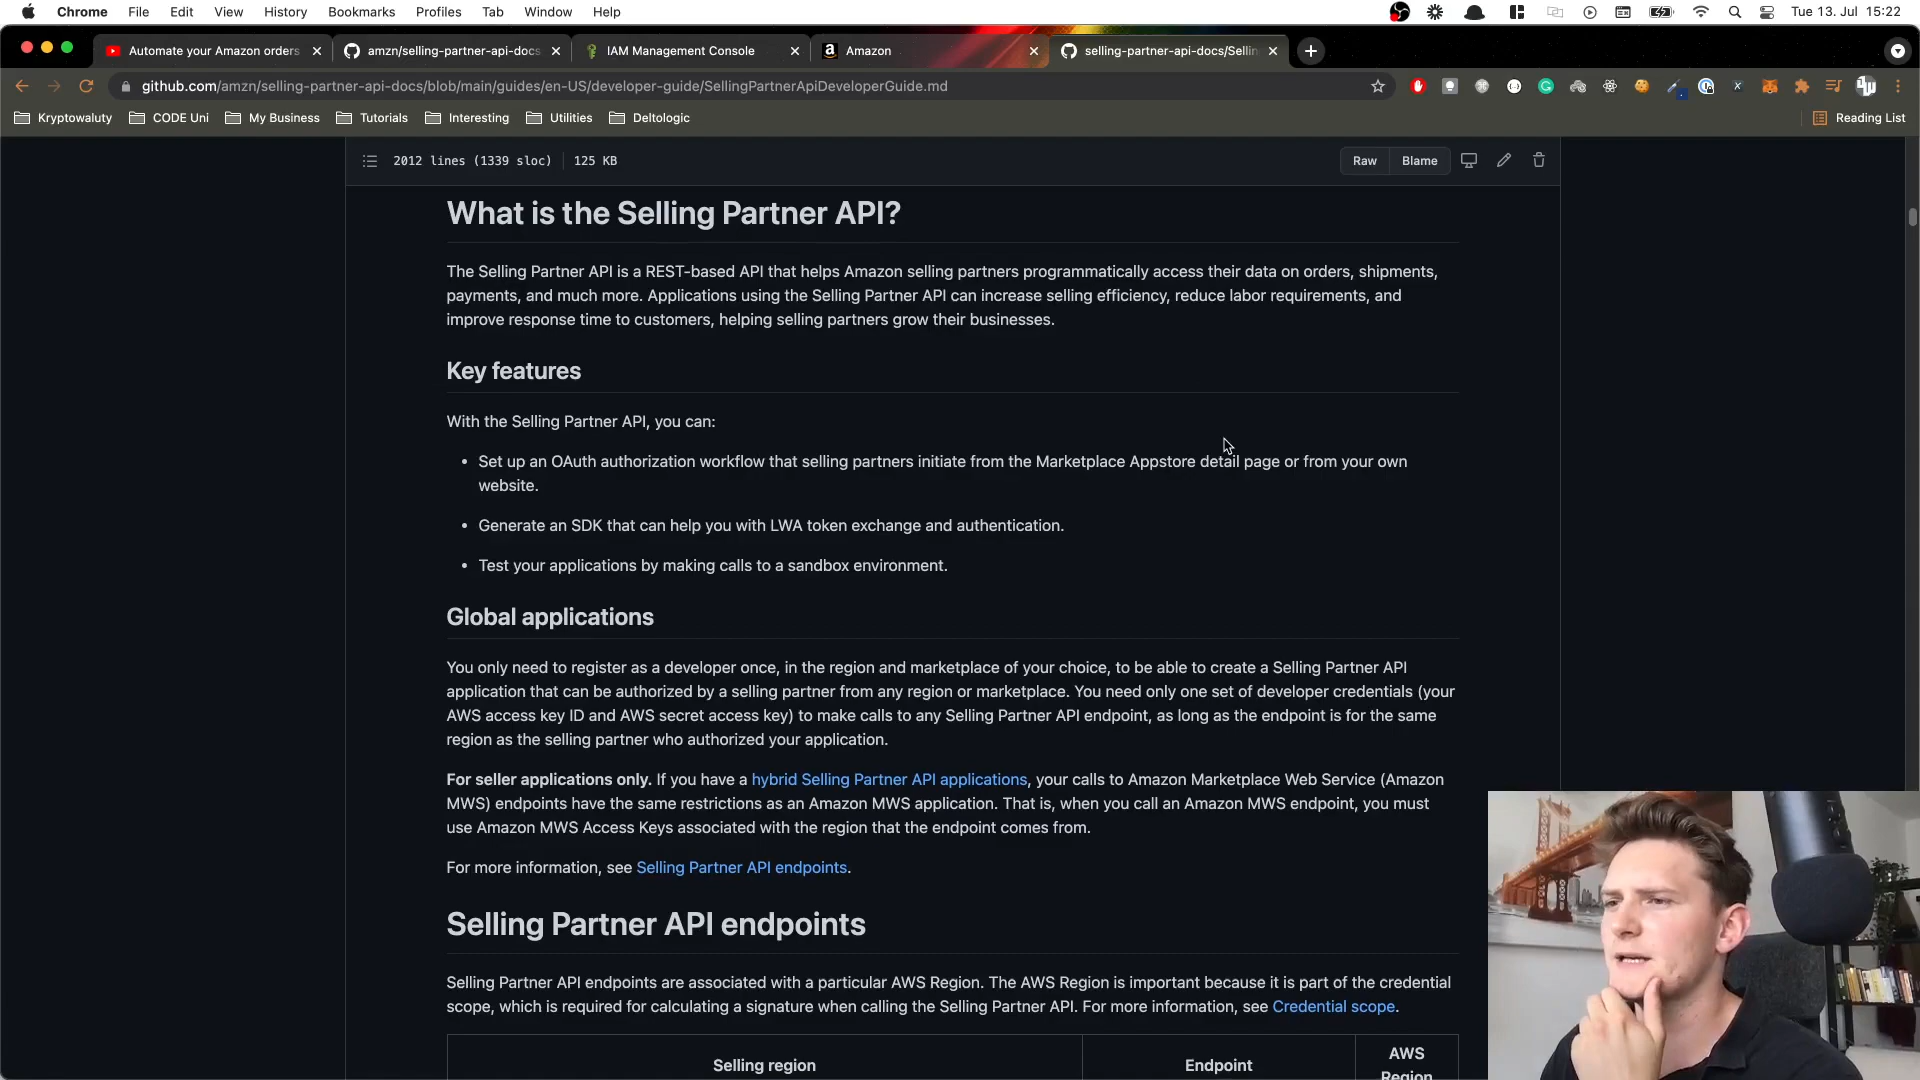 Chrome File Edit View History Bookmarks Profiles Tab Window Help Tue 13. Jul 15:22
Automate your Amazon orders amzn/selling-partner-api-docs IAM Management Console Amazon selling-partner-api-docs/Sellin
github.com/amzn/selling-partner-api-docs/blob/main/guides/en-US/developer-guide/SellingPartnerApiDeveloperGuide.md
Kryptowaluty CODE Uni My Business Tutorials Interesting Utilities Deltologic Reading List
2012 lines (1339 sloc) 125 KB Raw Blame
What is the Selling Partner API?
The Selling Partner API is a REST-based API that helps Amazon selling partners programmatically access their data on orders, shipments,
payments, and much more. Applications using the Selling Partner API can increase selling efficiency, reduce labor requirements, and
improve response time to customers, helping selling partners grow their businesses.
Key features
With the Selling Partner API, you can:
• Set up an OAuth authorization workflow that selling partners initiate from the Marketplace Appstore detail page or from your own
website.
• Generate an SDK that can help you with LWA token exchange and authentication.
• Test your applications by making calls to a sandbox environment.
Global applications
You only need to register as a developer once, in the region and marketplace of your choice, to be able to create a Selling Partner API
application that can be authorized by a selling partner from any region or marketplace. You need only one set of developer credentials (your
AWS access key ID and AWS secret access key) to make calls to any Selling Partner API endpoint, as long as the endpoint is for the same
region as the selling partner who authorized your application.
For seller applications only. If you have a hybrid Selling Partner API applications, your calls to Amazon Marketplace Web Service (Amazon
MWS) endpoints have the same restrictions as an Amazon MWS application. That is, when you call an Amazon MWS endpoint, you must
use Amazon MWS Access Keys associated with the region that the endpoint comes from.
For more information, see Selling Partner API endpoints.
Selling Partner API endpoints
Selling Partner API endpoints are associated with a particular AWS Region. The AWS Region is important because it is part of the credential
scope, which is required for calculating a signature when calling the Selling Partner API. For more information, see Credential scope.
Selling region Endpoint AWS
Region